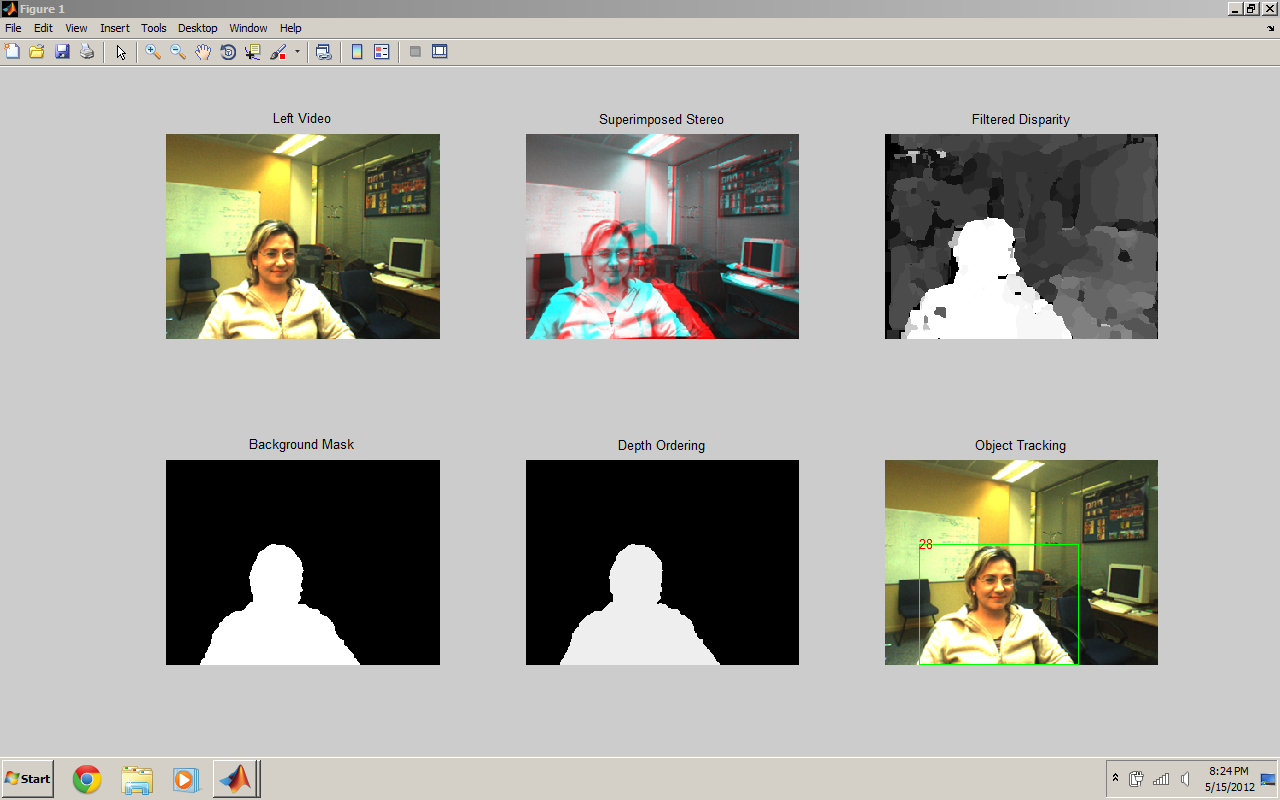 Figure 1
File Edit View Insert Tools Desktop Window Help
Left Video
Superimposed Stereo
Filtered Disparity
Background Mask
Depth Ordering
Object Tracking
28
Start
8:24 PM
5/15/2012